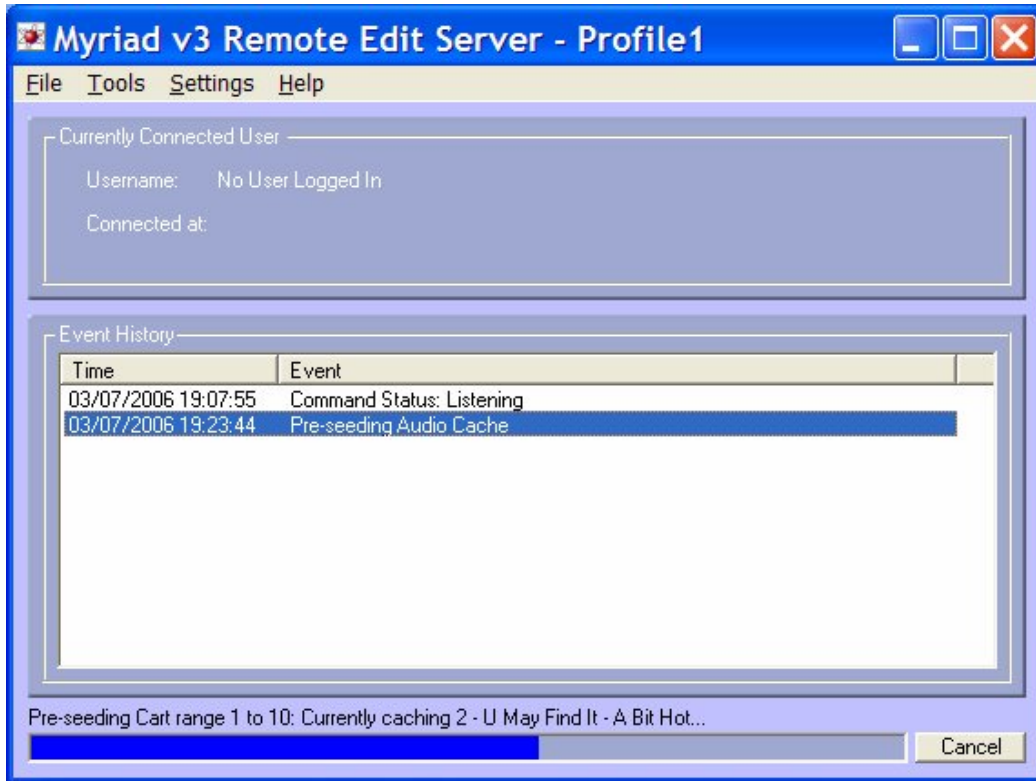 Myriad v3 Remote Edit Server - Profile1
File Tools Settings Help
Currently Connected User
Username: No User Logged In
Connected at:
Event History
Time Event
03/07/2006 19:07:55 Command Status: Listening
03/07/2006 19:23:44 Pre-seeding Audio Cache
Pre-seeding Cart range 1 to 10: Currently caching 2 - U May Find It - A Bit Hot...
Cancel